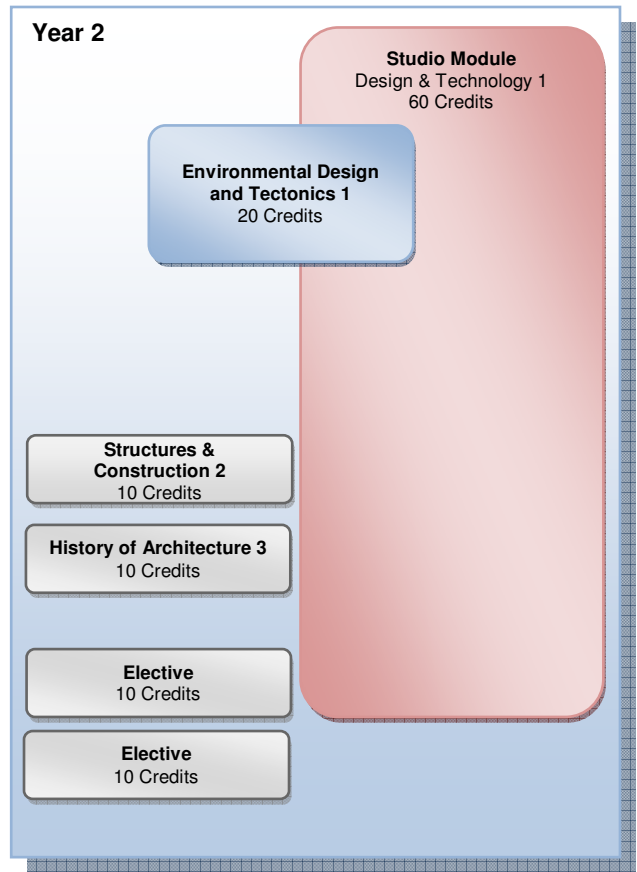 Year 2
Studio Module
Design & Technology 1
60 Credits
Environmental Design
and Tectonics 1
20 Credits
Structures &
Construction 2
10 Credits
History of Architecture 3
10 Credits
Elective
10 Credits
Elective
10 Credits